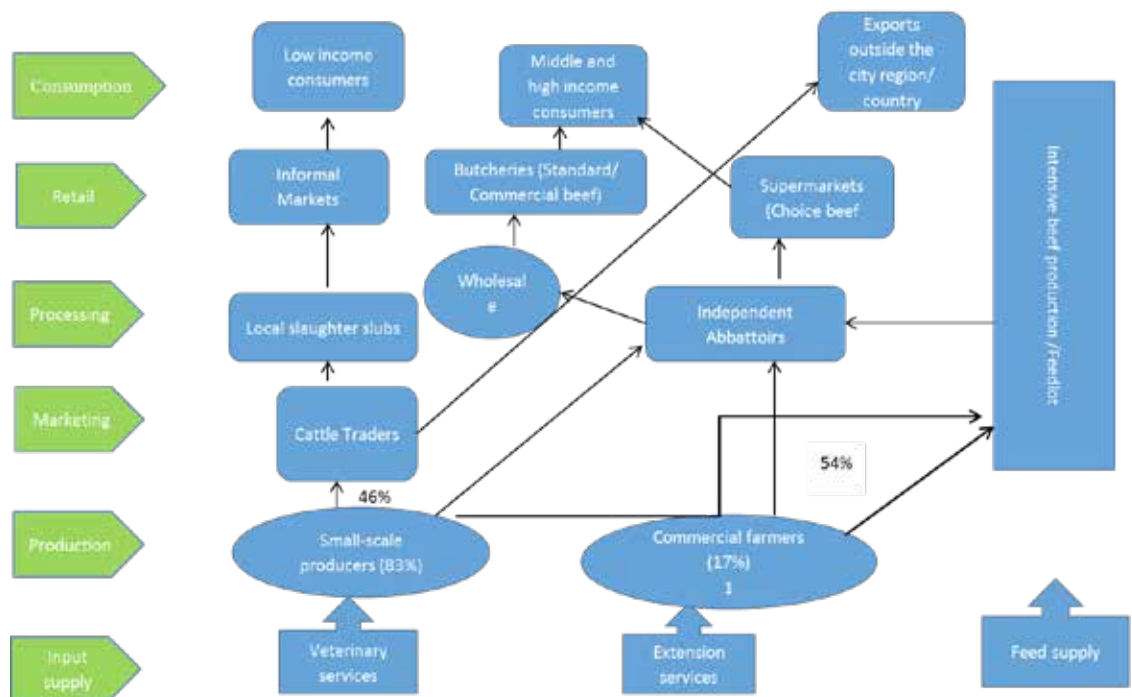 Consumption
Low income
consumers
Middle and
high income
consumers
Exports
outside the
city region/
country
Retail
Informal
Markets
Butcheries (Standard/
Commercial beef)
Supermarkets
(Choice beef
Intensive beef production /Feedlot
Processing
Local slaughter slubs
Wholesal
e
Independent
Abbattoirs
Marketing
Cattle Traders
46%
54%
Production
Small-scale
producers (83%)
Commercial farmers
(17%)
1
Input
supply
Veterinary
services
Extension
services
Feed supply